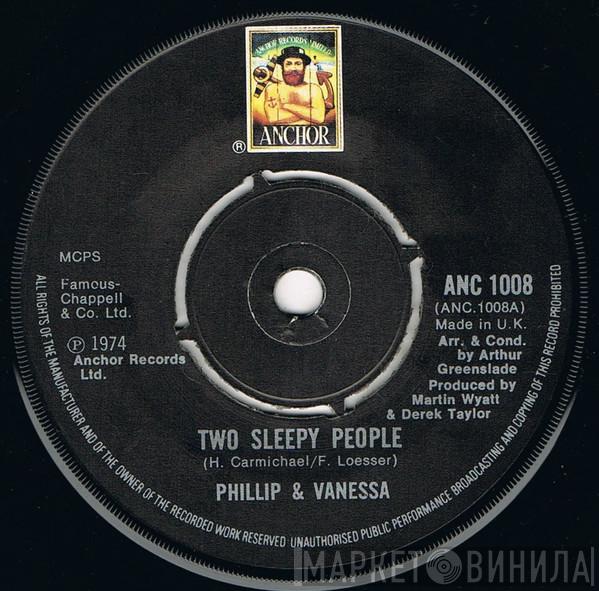 ANCHOR RECORDS LIMITED
ANCHOR
®
MCPS
Famous-
Chappell
& Co. Ltd.
℗ 1974
Anchor Records
Ltd.
ANC 1008
(ANC.1008A)
Made in U.K.
Arr. & Cond.
by Arthur
Greenslade
Produced by
Martin Wyatt
& Derek Taylor
TWO SLEEPY PEOPLE
(H. Carmichael/F. Loesser)
PHILLIP & VANESSA
ALL RIGHTS OF THE MANUFACTURER AND OF THE OWNER OF THE RECORDED WORK RESERVED UNAUTHORISED PUBLIC PERFORMANCE BROADCASTING AND COPYING OF THIS RECORD PROHIBITED
МАРКЕТ ВИНИЛА